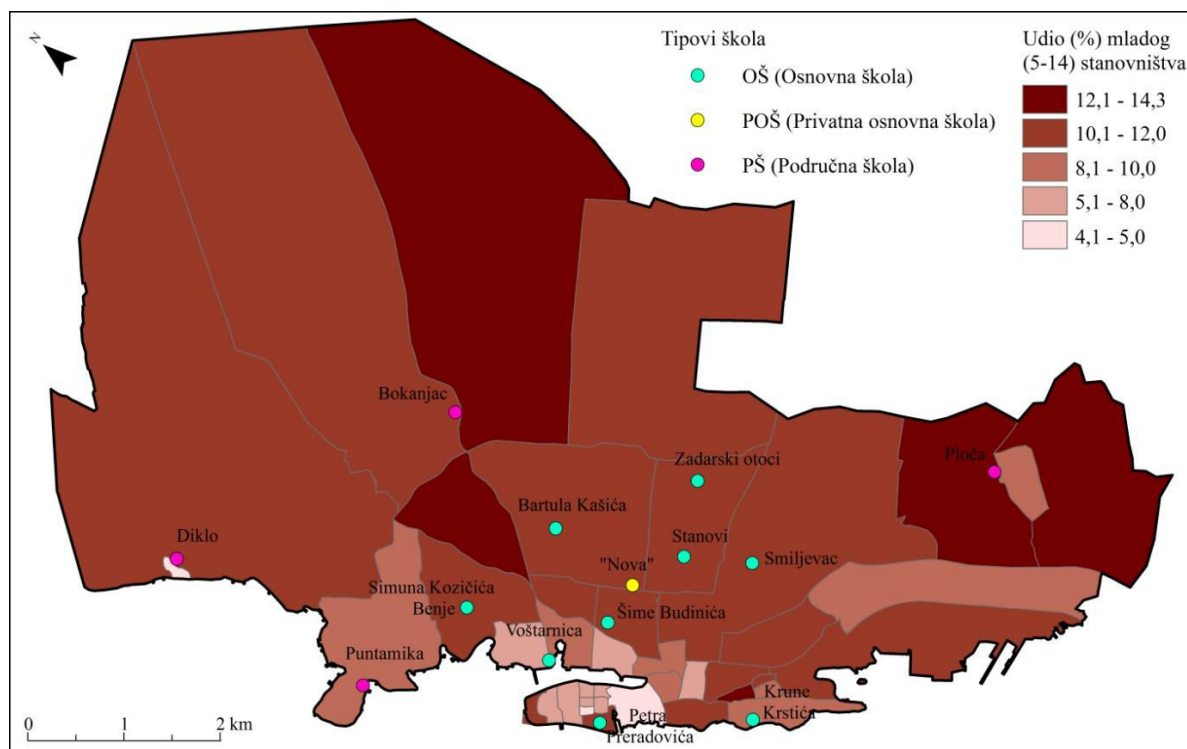 N
Tipovi škola
OŠ (Osnovna škola)
POŠ (Privatna osnovna škola)
PŠ (Područna škola)
Udio (%) mladog
(5-14) stanovništva
12,1 - 14,3
10,1 - 12,0
8,1 - 10,0
5,1 - 8,0
4,1 - 5,0
Bokanjac
Zadarski otoci
Ploča
Bartula Kašića
Diklo
Stanovi
"Nova"
Smiljevac
Šimuna Kozičića
Benje
Šime Budinića
Voštarnica
Puntamika
Krune
Krstića
Petra
Preradovića
0 1 2 km